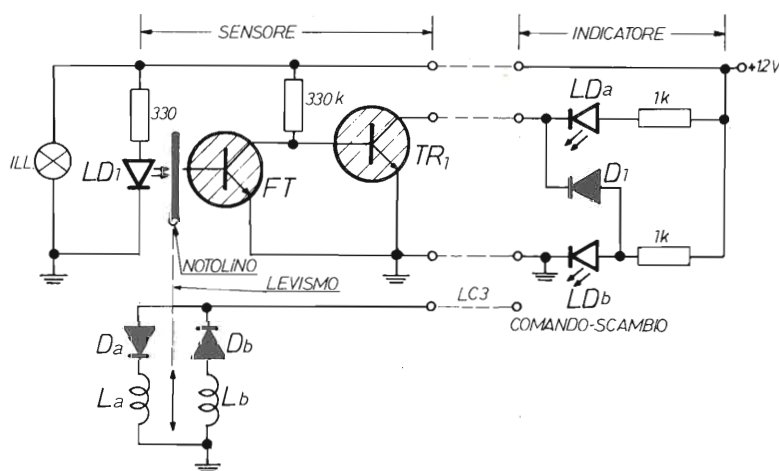 SENSORE
INDICATORE
+12V
330
330 k
LDa
1k
ILL.
LD1
FT
TR1
D1
1k
NOTOLINO
LEVISMO
LDb
LC3
COMANDO-SCAMBIO
Da
Db
La
Lb